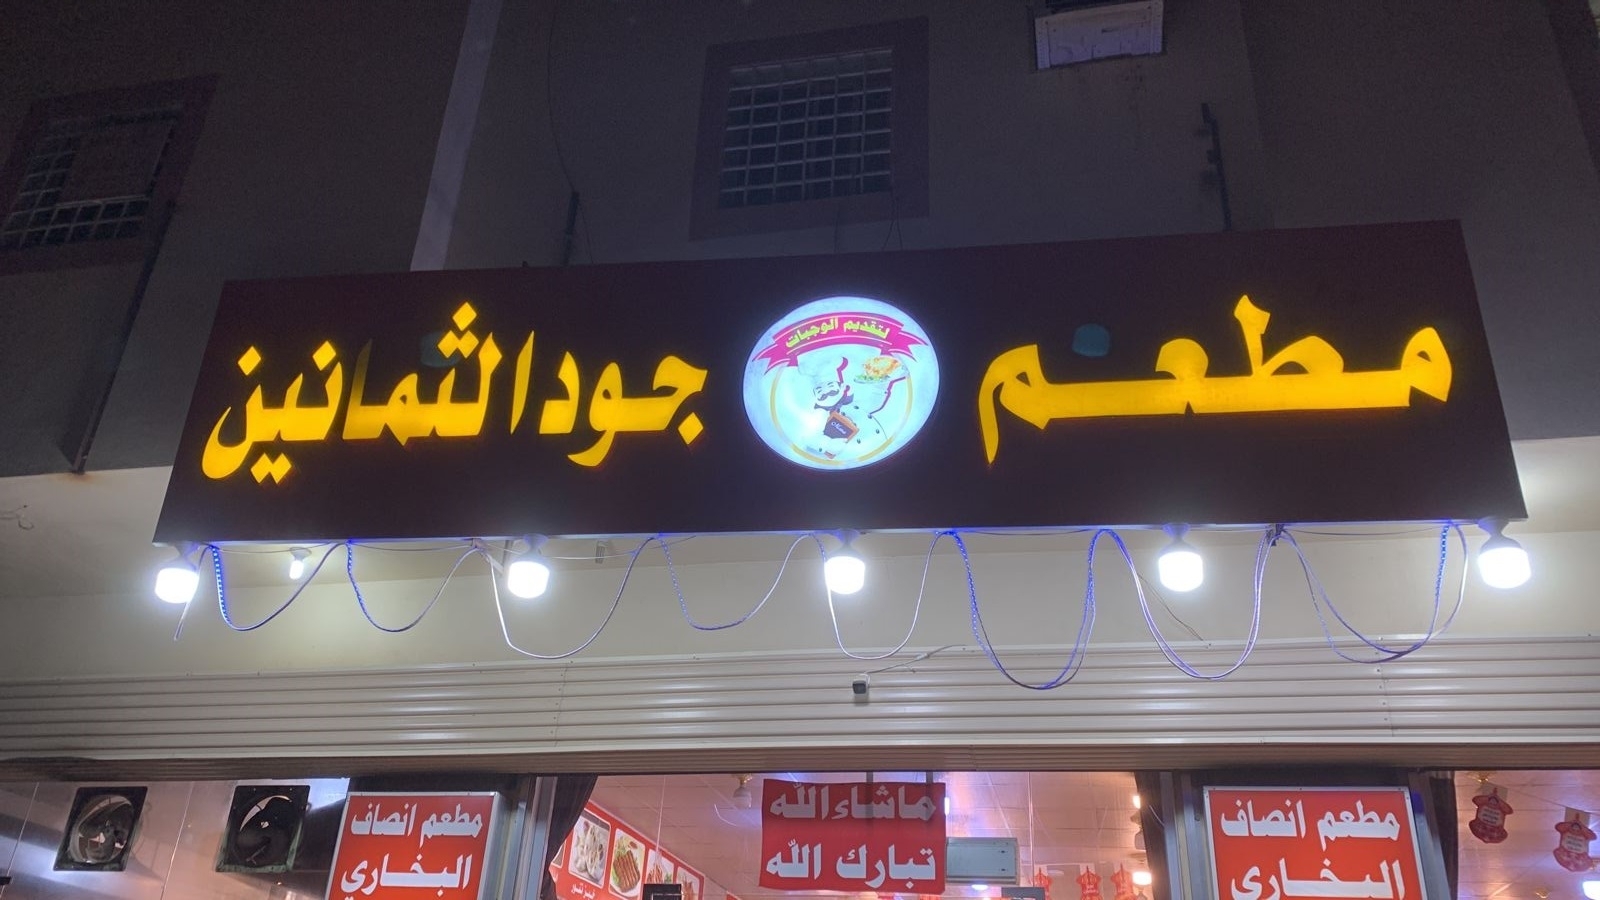 مطعم جود الثمانين
لتقديم الوجبات
مطعم انصاف
البخاري
ماشاء الله
تبارك الله
مطعم انصاف
البخاري